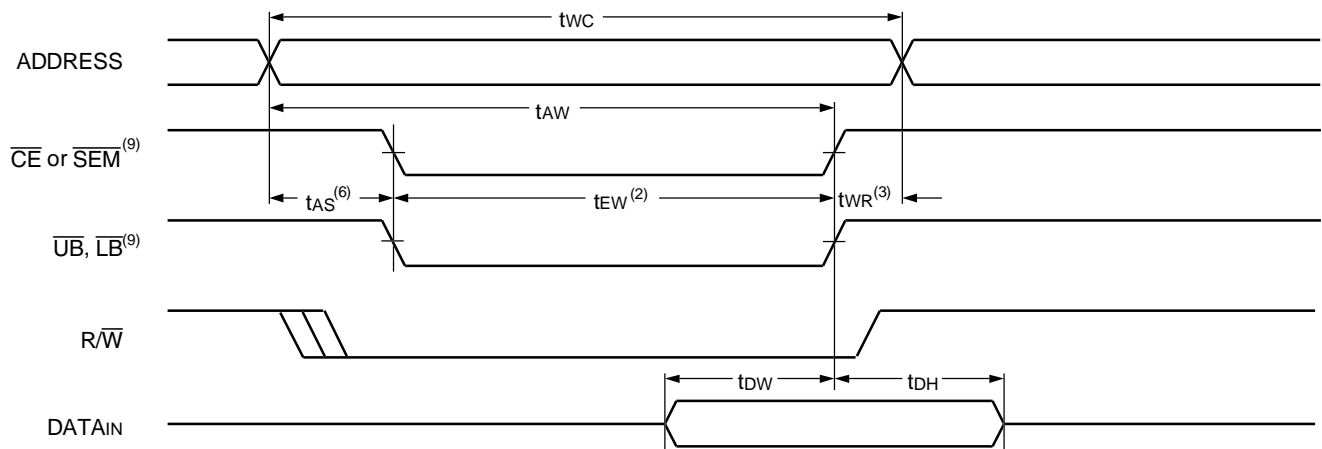 tWC
ADDRESS
tAW
CE or SEM(9)
tAS(6) tEW(2) tWR(3)
UB, LB(9)
R/W
tDW tDH
DATAIN